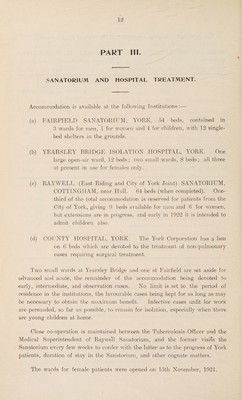 12
PART III.
SANATORIUM AND HOSPITAL TREATMENT.
Accommodation is available at the following Institutions:—
(a) FAIRFIELD SANATORIUM, YORK. 54 beds, contained in
3 wards for men, 1 for women and 4 for children, with 12 single-
bed shelters in the grounds.
(b) YEARSLEY BRIDGE ISOLATION HOSPITAL, YORK. One
large open-air ward, 12 beds; two small wards, 8 beds; all three
at present in use for females only.
(c) RAYWELL (East Riding and City of York Joint) SANATORIUM,
COTTINGHAM, near Hull. 64 beds (when completed). One-
third of the total accommodation is reserved for patients from the
City of York, giving 9 beds available for men and 6 for women,
but extensions are in progress, and early in 1922 it is intended to
admit children also.
(d) COUNTY HOSPITAL, YORK. The York Corporation has a lien
on 6 beds which are devoted to the treatment of non-pulmonary
cases requiring surgical treatment.
Two small wards at Yearsley Bridge and one at Fairfield are set aside for
advanced and acute, the remainder of the accommodation being devoted to
early, intermediate, and observation cases. No limit is set to the period of
residence in the institutions, the favourable cases being kept for as long as may
be necessary to obtain the maximum benefit. Infective cases unfit for work
are persuaded, as far as possible, to remain for isolation, especially when there
are young children at home.
Close co-operation is maintained between the Tuberculosis Officer and the
Medical Superintendent of Raywell Sanatorium, and the former visits the
Sanatorium every few weeks to confer with the latter as to the progress of York
patients, duration of stay in the Sanatorium, and other cognate matters.
The wards for female patients were opened on 15th November, 1921.